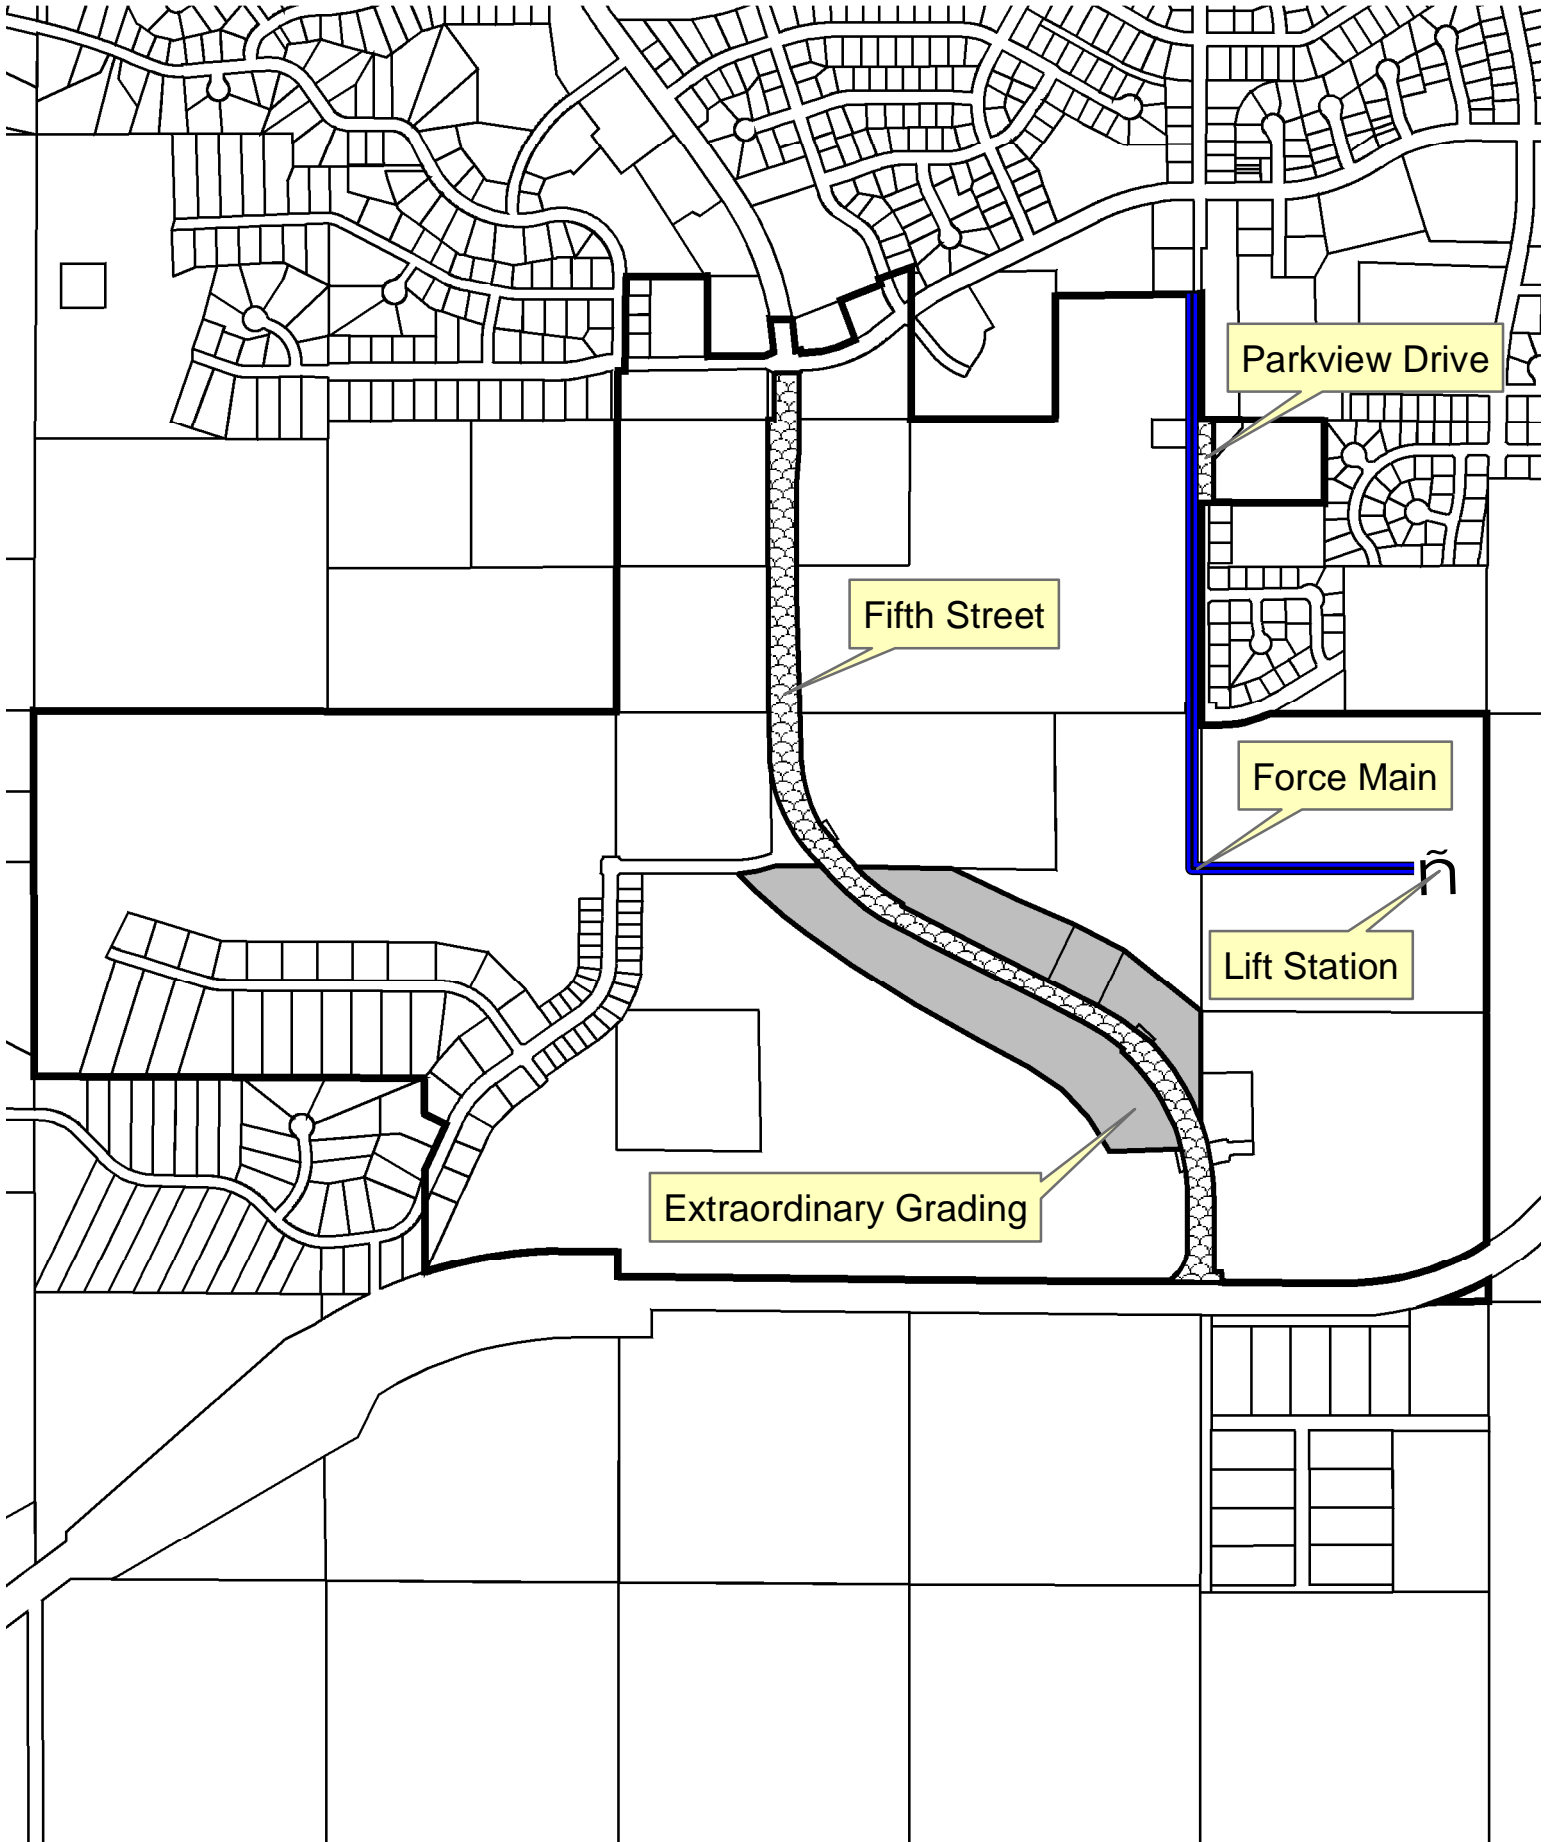 Parkview Drive
Fifth Street
Force Main
ñ
Lift Station
Extraordinary Grading